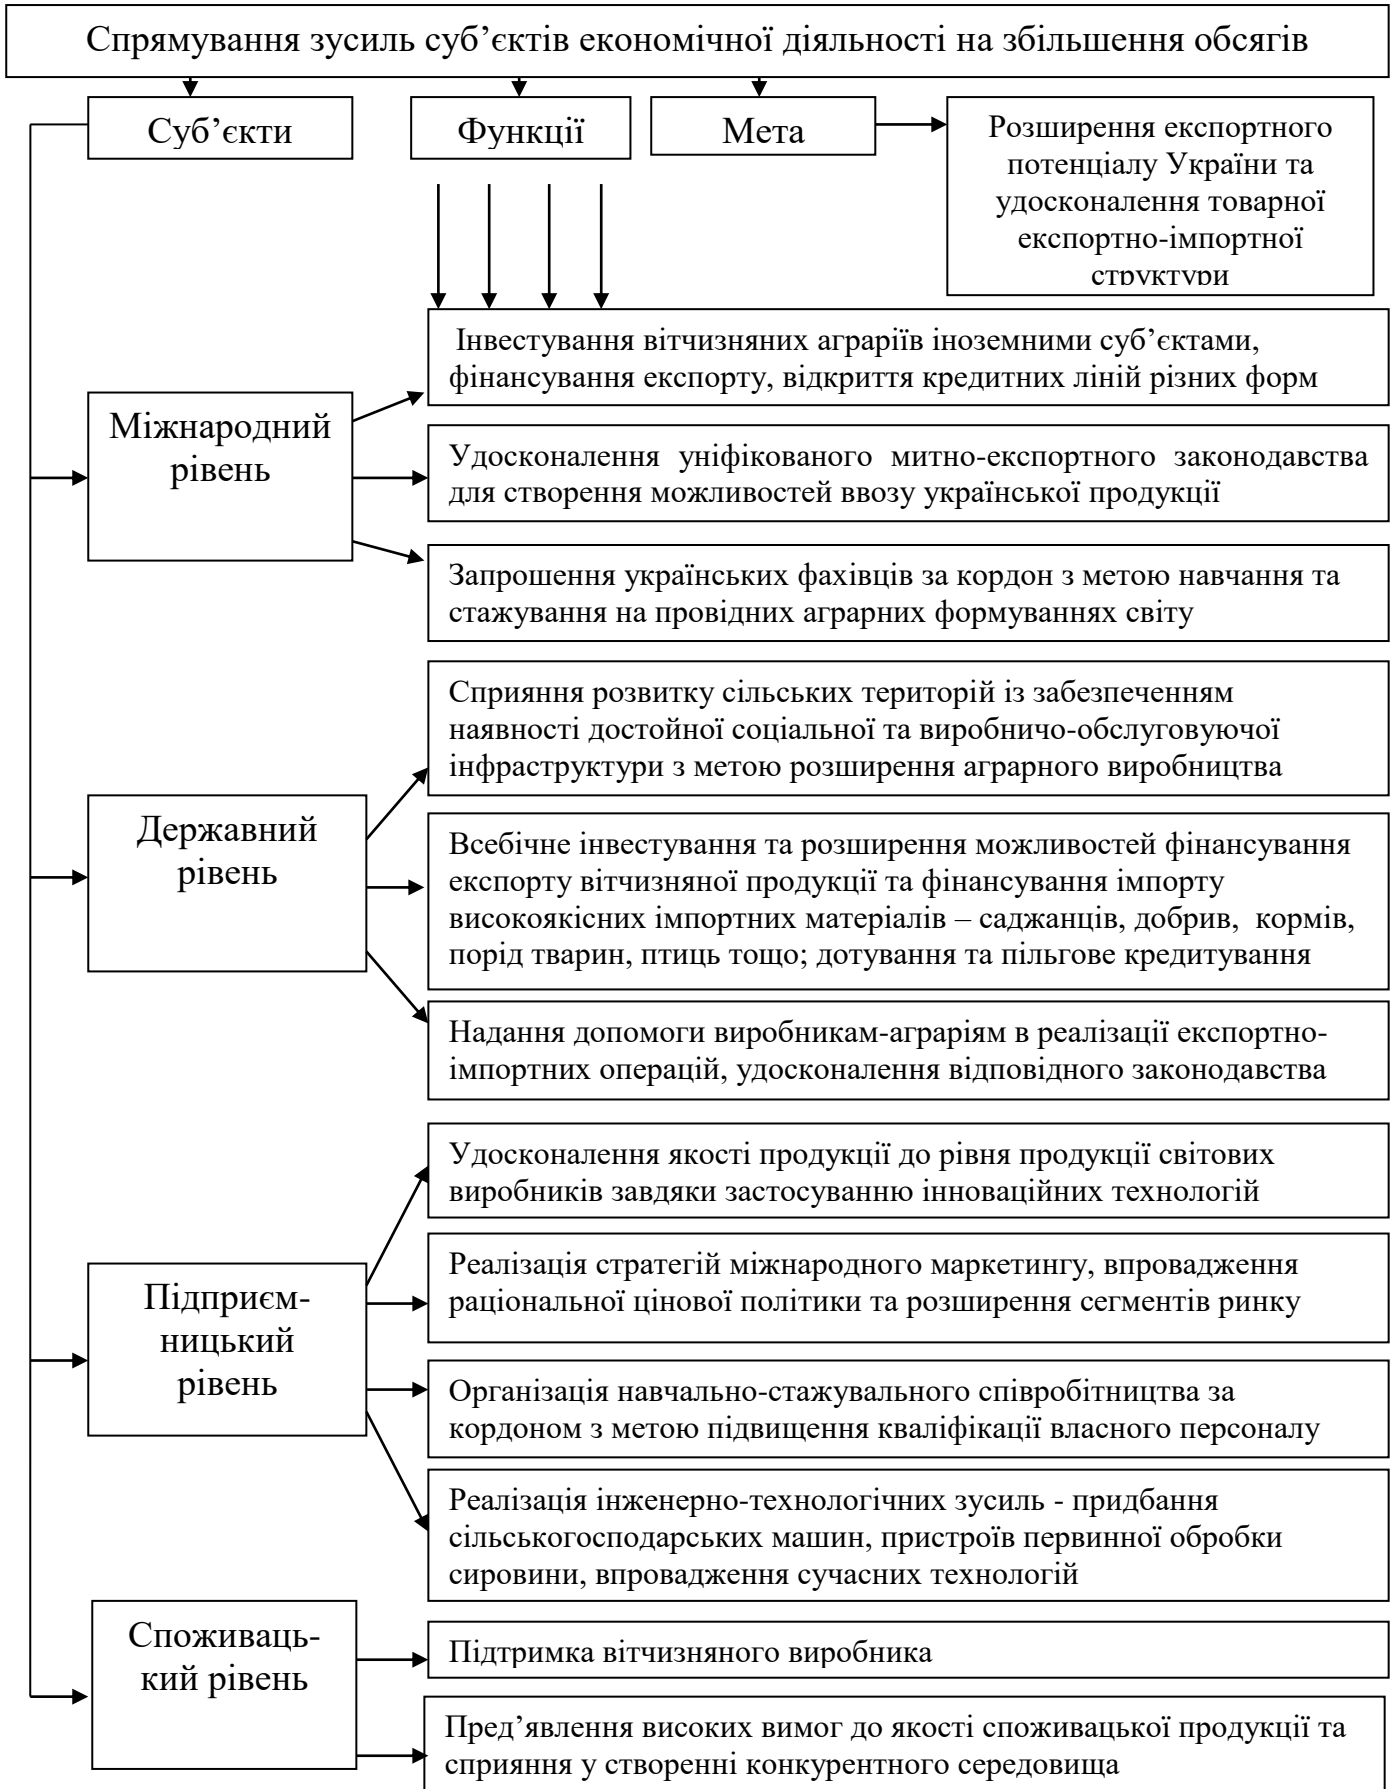 Спрямування зусиль суб’єктів економічної діяльності на збільшення обсягів
Суб’єкти
Функції
Мета
Розширення експортного
потенціалу України та
удосконалення товарної
експортно-імпортної
структури
Інвестування вітчизняних аграріїв іноземними суб’єктами,
фінансування експорту, відкриття кредитних ліній різних форм
Міжнародний
рівень
Удосконалення уніфікованого митно-експортного законодавства
для створення можливостей ввозу української продукції
Запрошення українських фахівців за кордон з метою навчання та
стажування на провідних аграрних формуваннях світу
Сприяння розвитку сільських територій із забезпеченням
наявності достойної соціальної та виробничо-обслуговуючої
інфраструктури з метою розширення аграрного виробництва
Державний
рівень
Всебічне інвестування та розширення можливостей фінансування
експорту вітчизняної продукції та фінансування імпорту
високоякісних імпортних матеріалів – саджанців, добрив, кормів,
порід тварин, птиць тощо; дотування та пільгове кредитування
Надання допомоги виробникам-аграріям в реалізації експортно-
імпортних операцій, удосконалення відповідного законодавства
Удосконалення якості продукції до рівня продукції світових
виробників завдяки застосуванню інноваційних технологій
Підприєм-
ницький
рівень
Реалізація стратегій міжнародного маркетингу, впровадження
раціональної цінової політики та розширення сегментів ринку
Організація навчально-стажувального співробітництва за
кордоном з метою підвищення кваліфікації власного персоналу
Реалізація інженерно-технологічних зусиль - придбання
сільськогосподарських машин, пристроїв первинної обробки
сировини, впровадження сучасних технологій
Споживаць-
кий рівень
Підтримка вітчизняного виробника
Пред’явлення високих вимог до якості споживацької продукції та
сприяння у створенні конкурентного середовища